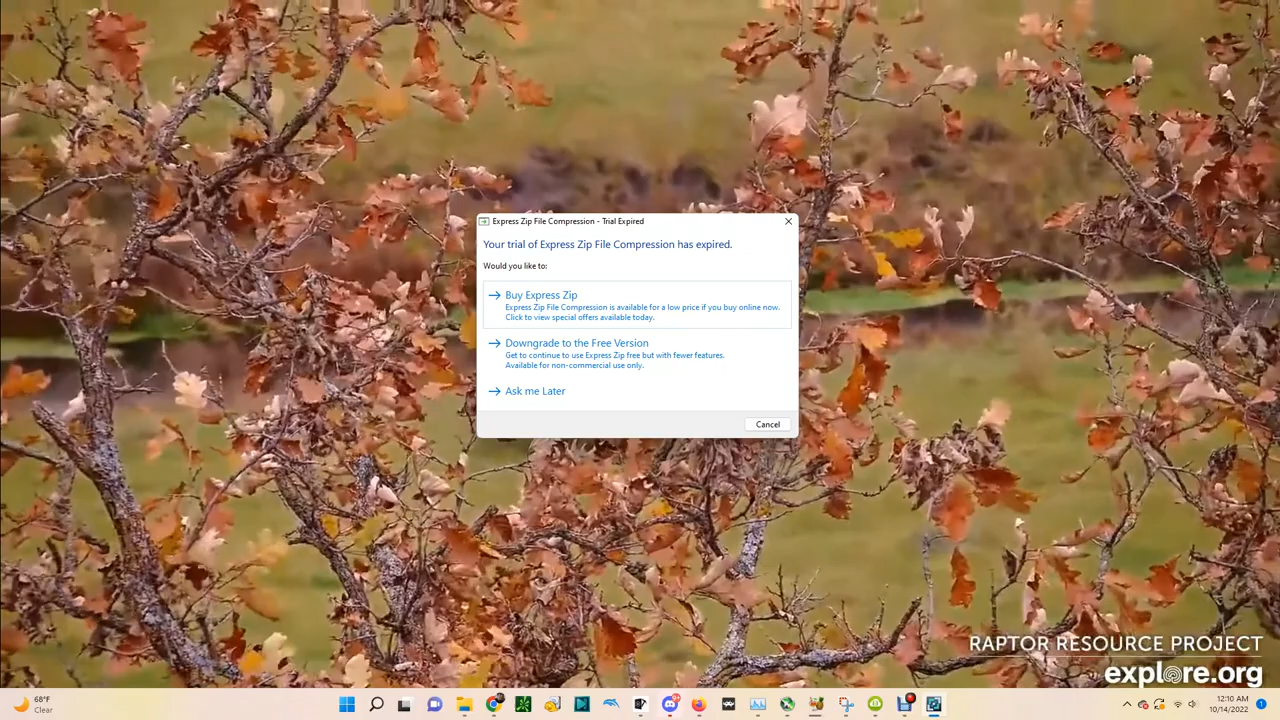 Express Zip File Compression - Trial Expired
Your trial of Express Zip File Compression has expired.
Would you like to:
Buy Express Zip
Express Zip File Compression is available for a low price if you buy online now.
Click to view special offers available today.
Downgrade to the Free Version
Get to continue to use Express Zip free but with fewer features.
Available for non-commercial use only.
Ask me Later
Cancel
RAPTOR RESOURCE PROJECT
explore.org
68°F
Clear
12:10 AM
10/14/2022